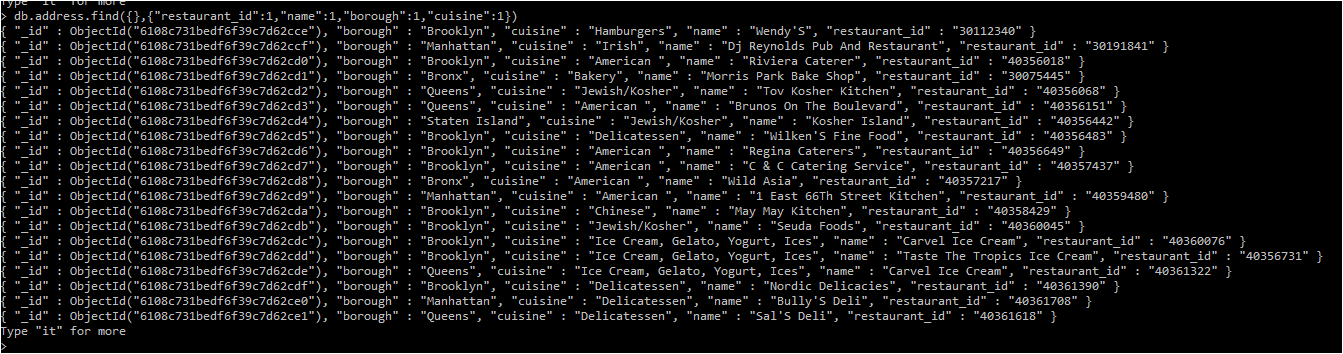 Type "it" for more
> db.address.find({},{"restaurant_id":1,"name":1,"borough":1,"cuisine":1})
{ "_id" : ObjectId("6108c731bedf6f39c7d62cce"), "borough" : "Brooklyn", "cuisine" : "Hamburgers", "name" : "Wendy'S", "restaurant_id" : "30112340" }
{ "_id" : ObjectId("6108c731bedf6f39c7d62ccf"), "borough" : "Manhattan", "cuisine" : "Irish", "name" : "Dj Reynolds Pub And Restaurant", "restaurant_id" : "30191841" }
{ "_id" : ObjectId("6108c731bedf6f39c7d62cd0"), "borough" : "Brooklyn", "cuisine" : "American ", "name" : "Riviera Caterer", "restaurant_id" : "40356018" }
{ "_id" : ObjectId("6108c731bedf6f39c7d62cd1"), "borough" : "Bronx", "cuisine" : "Bakery", "name" : "Morris Park Bake Shop", "restaurant_id" : "30075445" }
{ "_id" : ObjectId("6108c731bedf6f39c7d62cd2"), "borough" : "Queens", "cuisine" : "Jewish/Kosher", "name" : "Tov Kosher Kitchen", "restaurant_id" : "40356068" }
{ "_id" : ObjectId("6108c731bedf6f39c7d62cd3"), "borough" : "Queens", "cuisine" : "American ", "name" : "Brunos On The Boulevard", "restaurant_id" : "40356151" }
{ "_id" : ObjectId("6108c731bedf6f39c7d62cd4"), "borough" : "Staten Island", "cuisine" : "Jewish/Kosher", "name" : "Kosher Island", "restaurant_id" : "40356442" }
{ "_id" : ObjectId("6108c731bedf6f39c7d62cd5"), "borough" : "Brooklyn", "cuisine" : "Delicatessen", "name" : "Wilken'S Fine Food", "restaurant_id" : "40356483" }
{ "_id" : ObjectId("6108c731bedf6f39c7d62cd6"), "borough" : "Brooklyn", "cuisine" : "American ", "name" : "Regina Caterers", "restaurant_id" : "40356649" }
{ "_id" : ObjectId("6108c731bedf6f39c7d62cd7"), "borough" : "Brooklyn", "cuisine" : "American ", "name" : "C & C Catering Service", "restaurant_id" : "40357437" }
{ "_id" : ObjectId("6108c731bedf6f39c7d62cd8"), "borough" : "Bronx", "cuisine" : "American ", "name" : "Wild Asia", "restaurant_id" : "40357217" }
{ "_id" : ObjectId("6108c731bedf6f39c7d62cd9"), "borough" : "Manhattan", "cuisine" : "American ", "name" : "1 East 66Th Street Kitchen", "restaurant_id" : "40359480" }
{ "_id" : ObjectId("6108c731bedf6f39c7d62cda"), "borough" : "Brooklyn", "cuisine" : "Chinese", "name" : "May May Kitchen", "restaurant_id" : "40358429" }
{ "_id" : ObjectId("6108c731bedf6f39c7d62cdb"), "borough" : "Brooklyn", "cuisine" : "Jewish/Kosher", "name" : "Seuda Foods", "restaurant_id" : "40360045" }
{ "_id" : ObjectId("6108c731bedf6f39c7d62cdc"), "borough" : "Brooklyn", "cuisine" : "Ice Cream, Gelato, Yogurt, Ices", "name" : "Carvel Ice Cream", "restaurant_id" : "40360076" }
{ "_id" : ObjectId("6108c731bedf6f39c7d62cdd"), "borough" : "Brooklyn", "cuisine" : "Ice Cream, Gelato, Yogurt, Ices", "name" : "Taste The Tropics Ice Cream", "restaurant_id" : "40356731" }
{ "_id" : ObjectId("6108c731bedf6f39c7d62cde"), "borough" : "Queens", "cuisine" : "Ice Cream, Gelato, Yogurt, Ices", "name" : "Carvel Ice Cream", "restaurant_id" : "40361322" }
{ "_id" : ObjectId("6108c731bedf6f39c7d62cdf"), "borough" : "Brooklyn", "cuisine" : "Delicatessen", "name" : "Nordic Delicacies", "restaurant_id" : "40361390" }
{ "_id" : ObjectId("6108c731bedf6f39c7d62ce0"), "borough" : "Manhattan", "cuisine" : "Delicatessen", "name" : "Bully'S Deli", "restaurant_id" : "40361708" }
{ "_id" : ObjectId("6108c731bedf6f39c7d62ce1"), "borough" : "Queens", "cuisine" : "Delicatessen", "name" : "Sal'S Deli", "restaurant_id" : "40361618" }
Type "it" for more
>